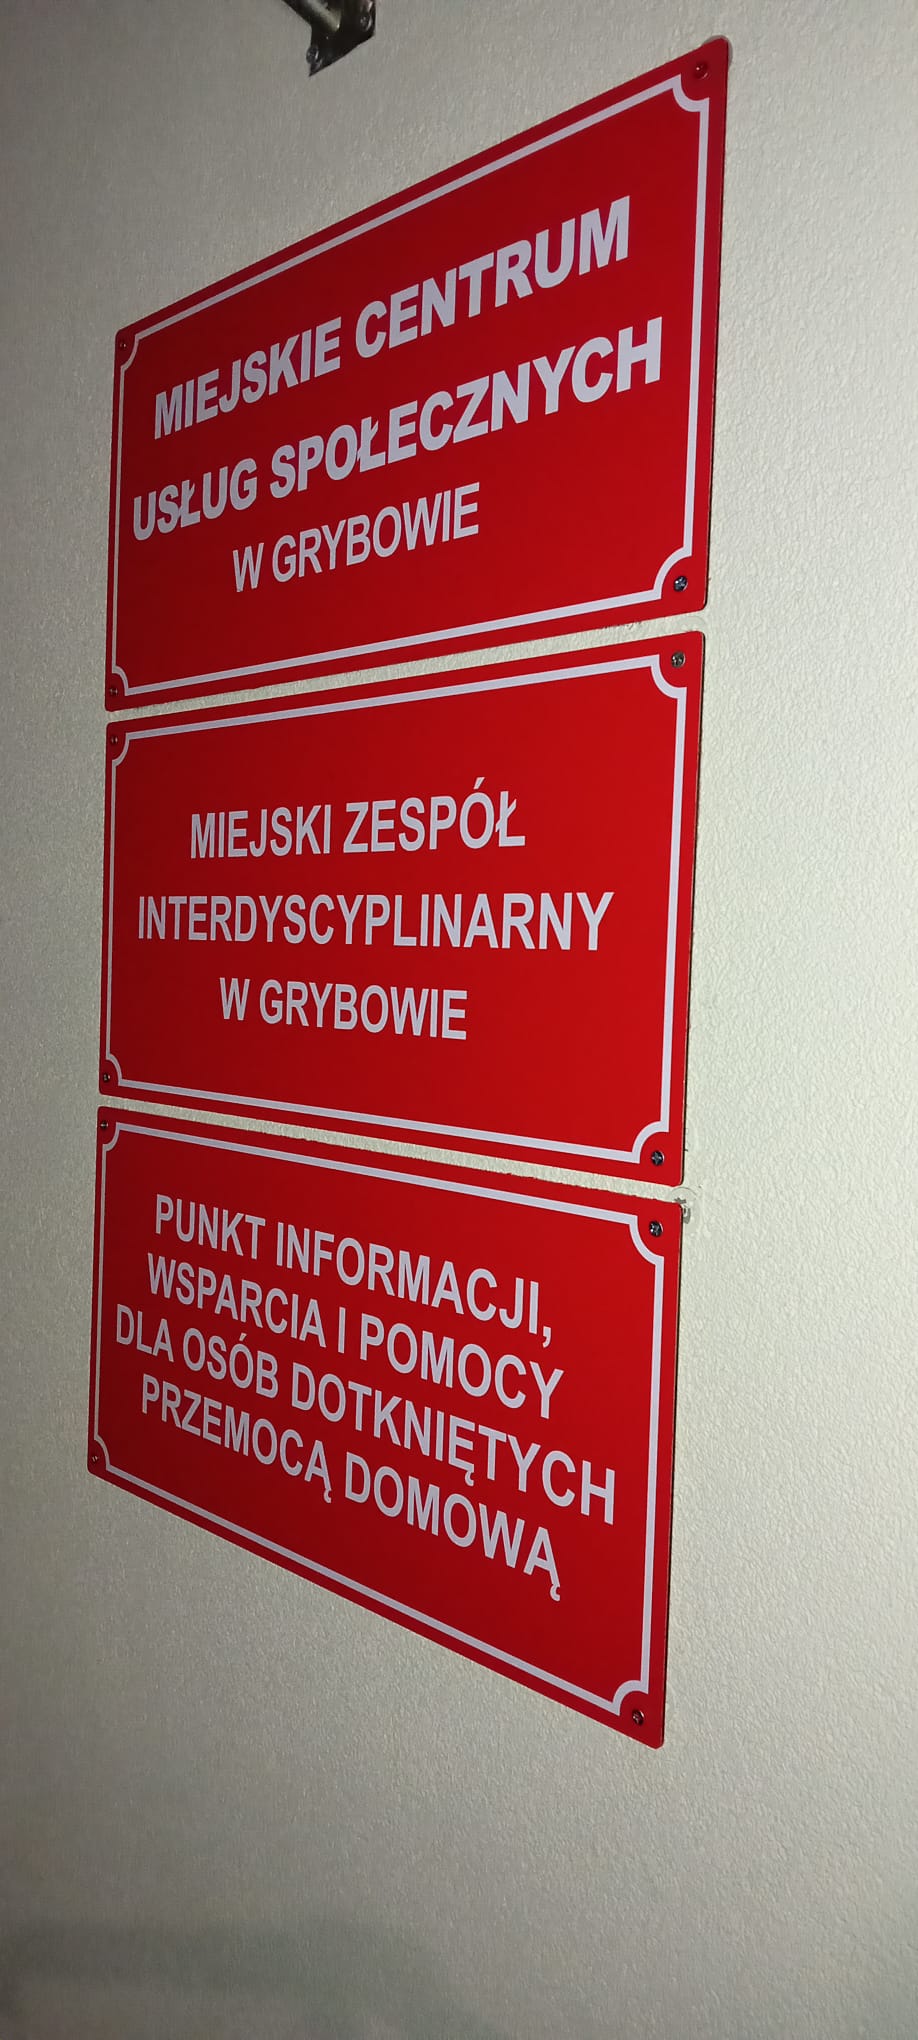 MIEJSKIE CENTRUM
USŁUG SPOŁECZNYCH
W GRYBOWIE
MIEJSKI ZESPÓŁ
INTERDYSCYPLINARNY
W GRYBOWIE
PUNKT INFORMACJI,
WSPARCIA I POMOCY
DLA OSÓB DOTKNIĘTYCH
PRZEMOCĄ DOMOWĄ